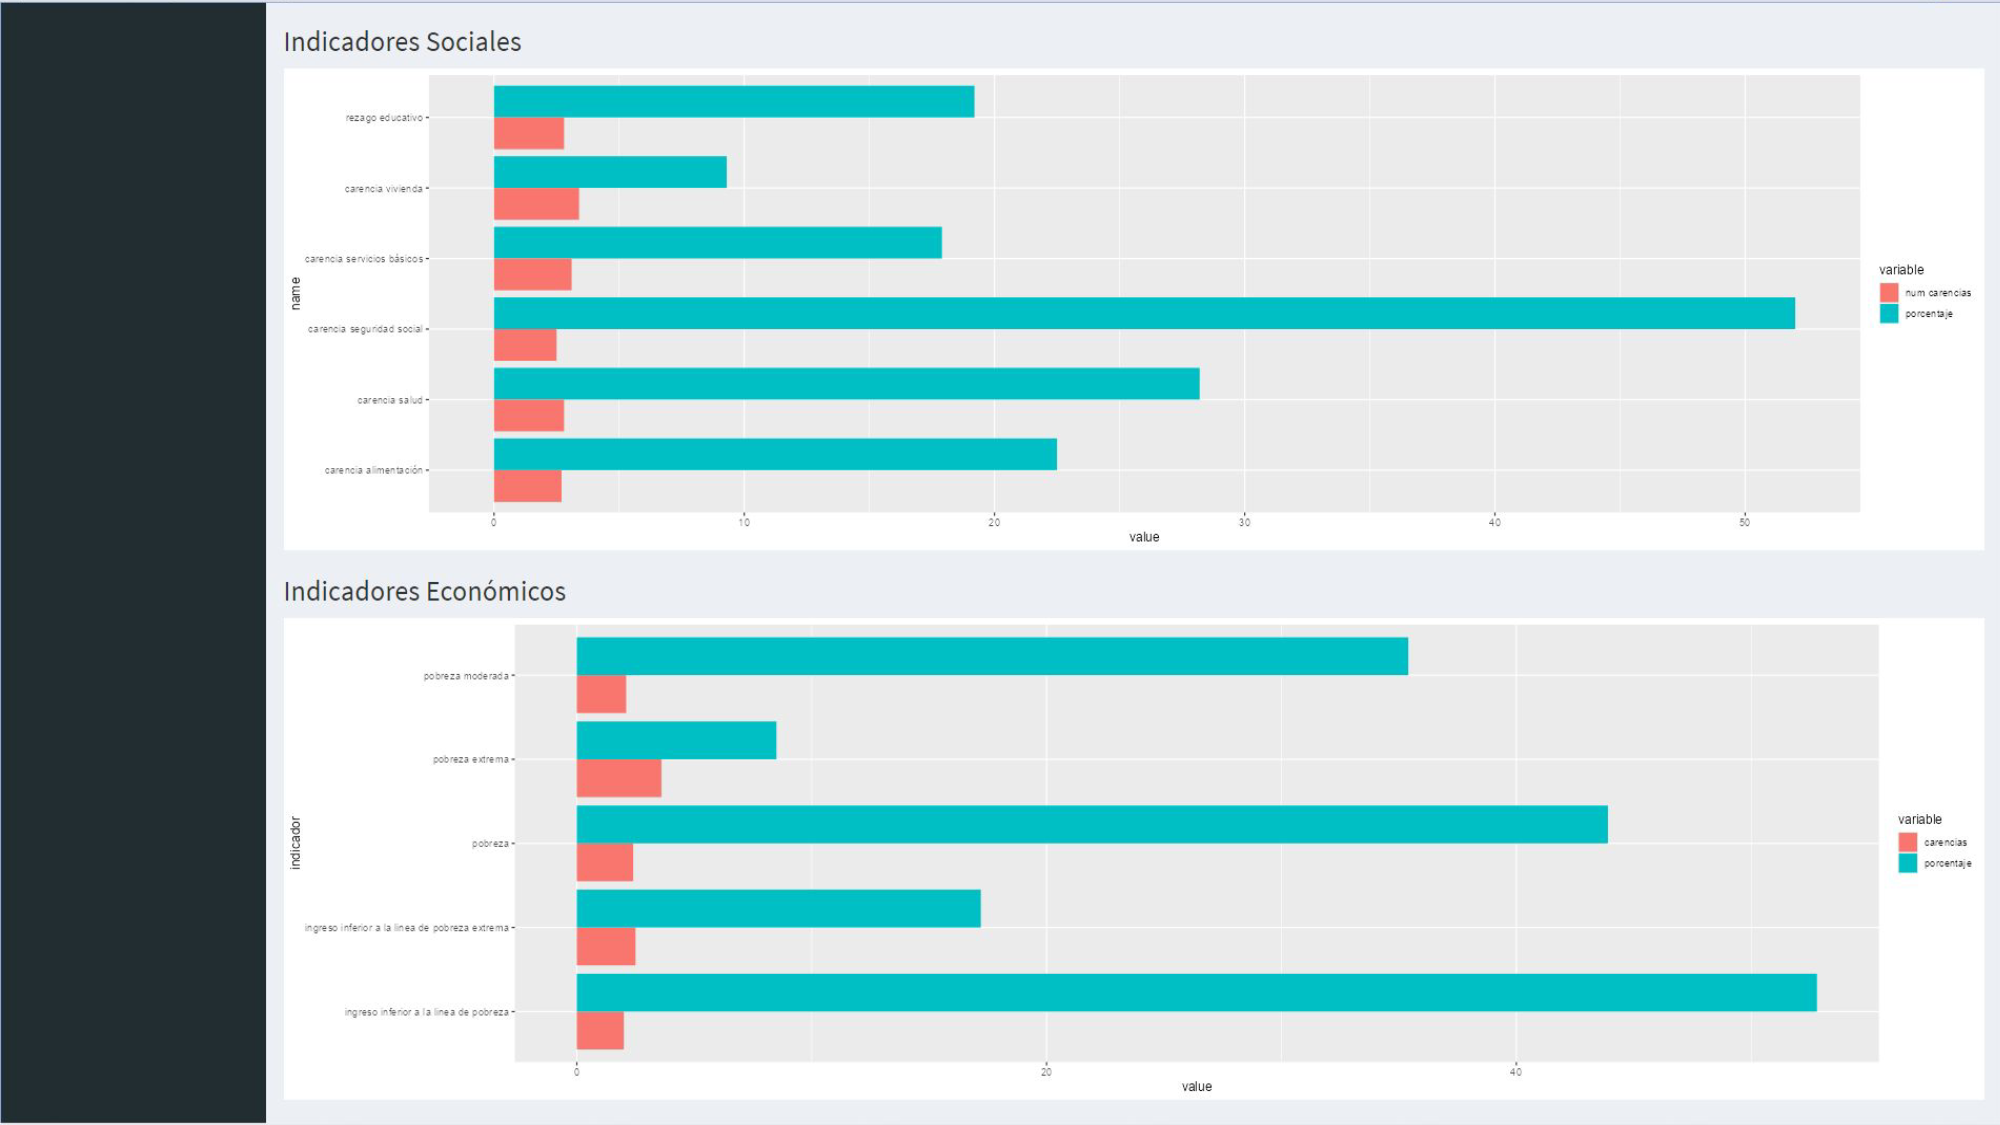 Indicadores Sociales
name
rezago educativo
carencia vivienda
carencia servicios básicos
carencia seguridad social
carencia salud
carencia alimentación
0 10 20 30 40 50
value
variable
num carencias
porcentaje
Indicadores Económicos
indicador
pobreza moderada
pobreza extrema
pobreza
ingreso inferior a la linea de pobreza extrema
ingreso inferior a la linea de pobreza
0 20 40
value
variable
carencias
porcentaje